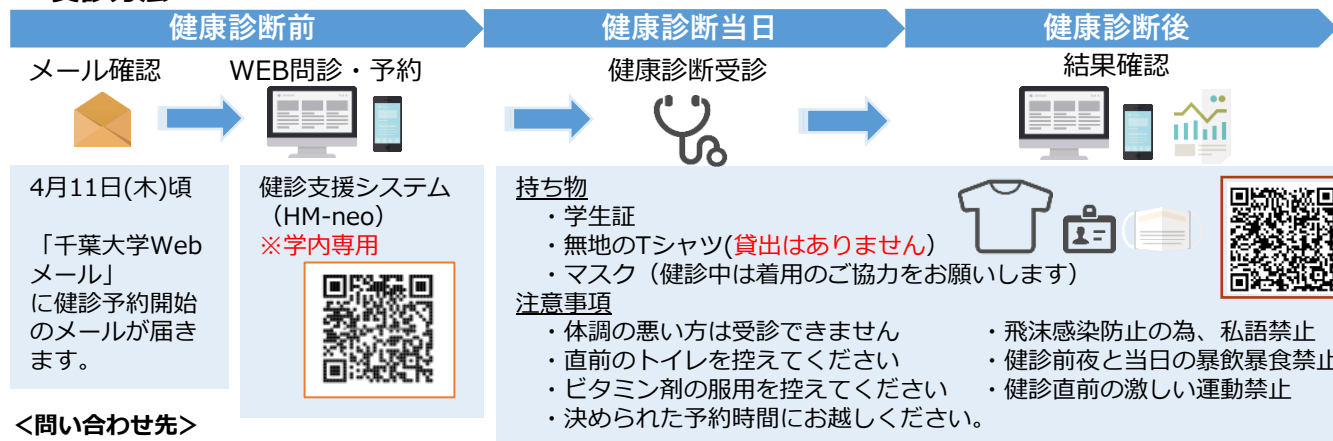 健康診断前
健康診断当日
健康診断後
メール確認
WEB問診・予約
健康診断受診
結果確認
4月11日(木)頃
「千葉大学Web
メール」
に健診予約開始
のメールが届き
ます。
健診支援システム
（HM-neo）
※学内専用
持ち物
・学生証
・無地のTシャツ(貸出はありません）
・マスク（健診中は着用のご協力をお願いします）
注意事項
・体調の悪い方は受診できません
・直前のトイレを控えてください
・ビタミン剤の服用を控えてください
・決められた予約時間にお越しください。
・飛沫感染防止の為、私語禁止
・健診前夜と当日の暴飲暴食禁止
・健診直前の激しい運動禁止
＜問い合わせ先＞